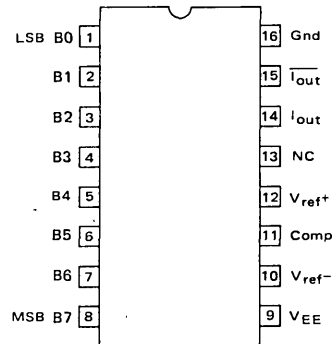 LSB B0 1 16 Gnd
B1 2 15 I̅o̅u̅t̅
B2 3 14 Iout
B3 4 13 NC
B4 5 12 Vref+
B5 6 11 Comp
B6 7 10 Vref-
MSB B7 8 9 VEE